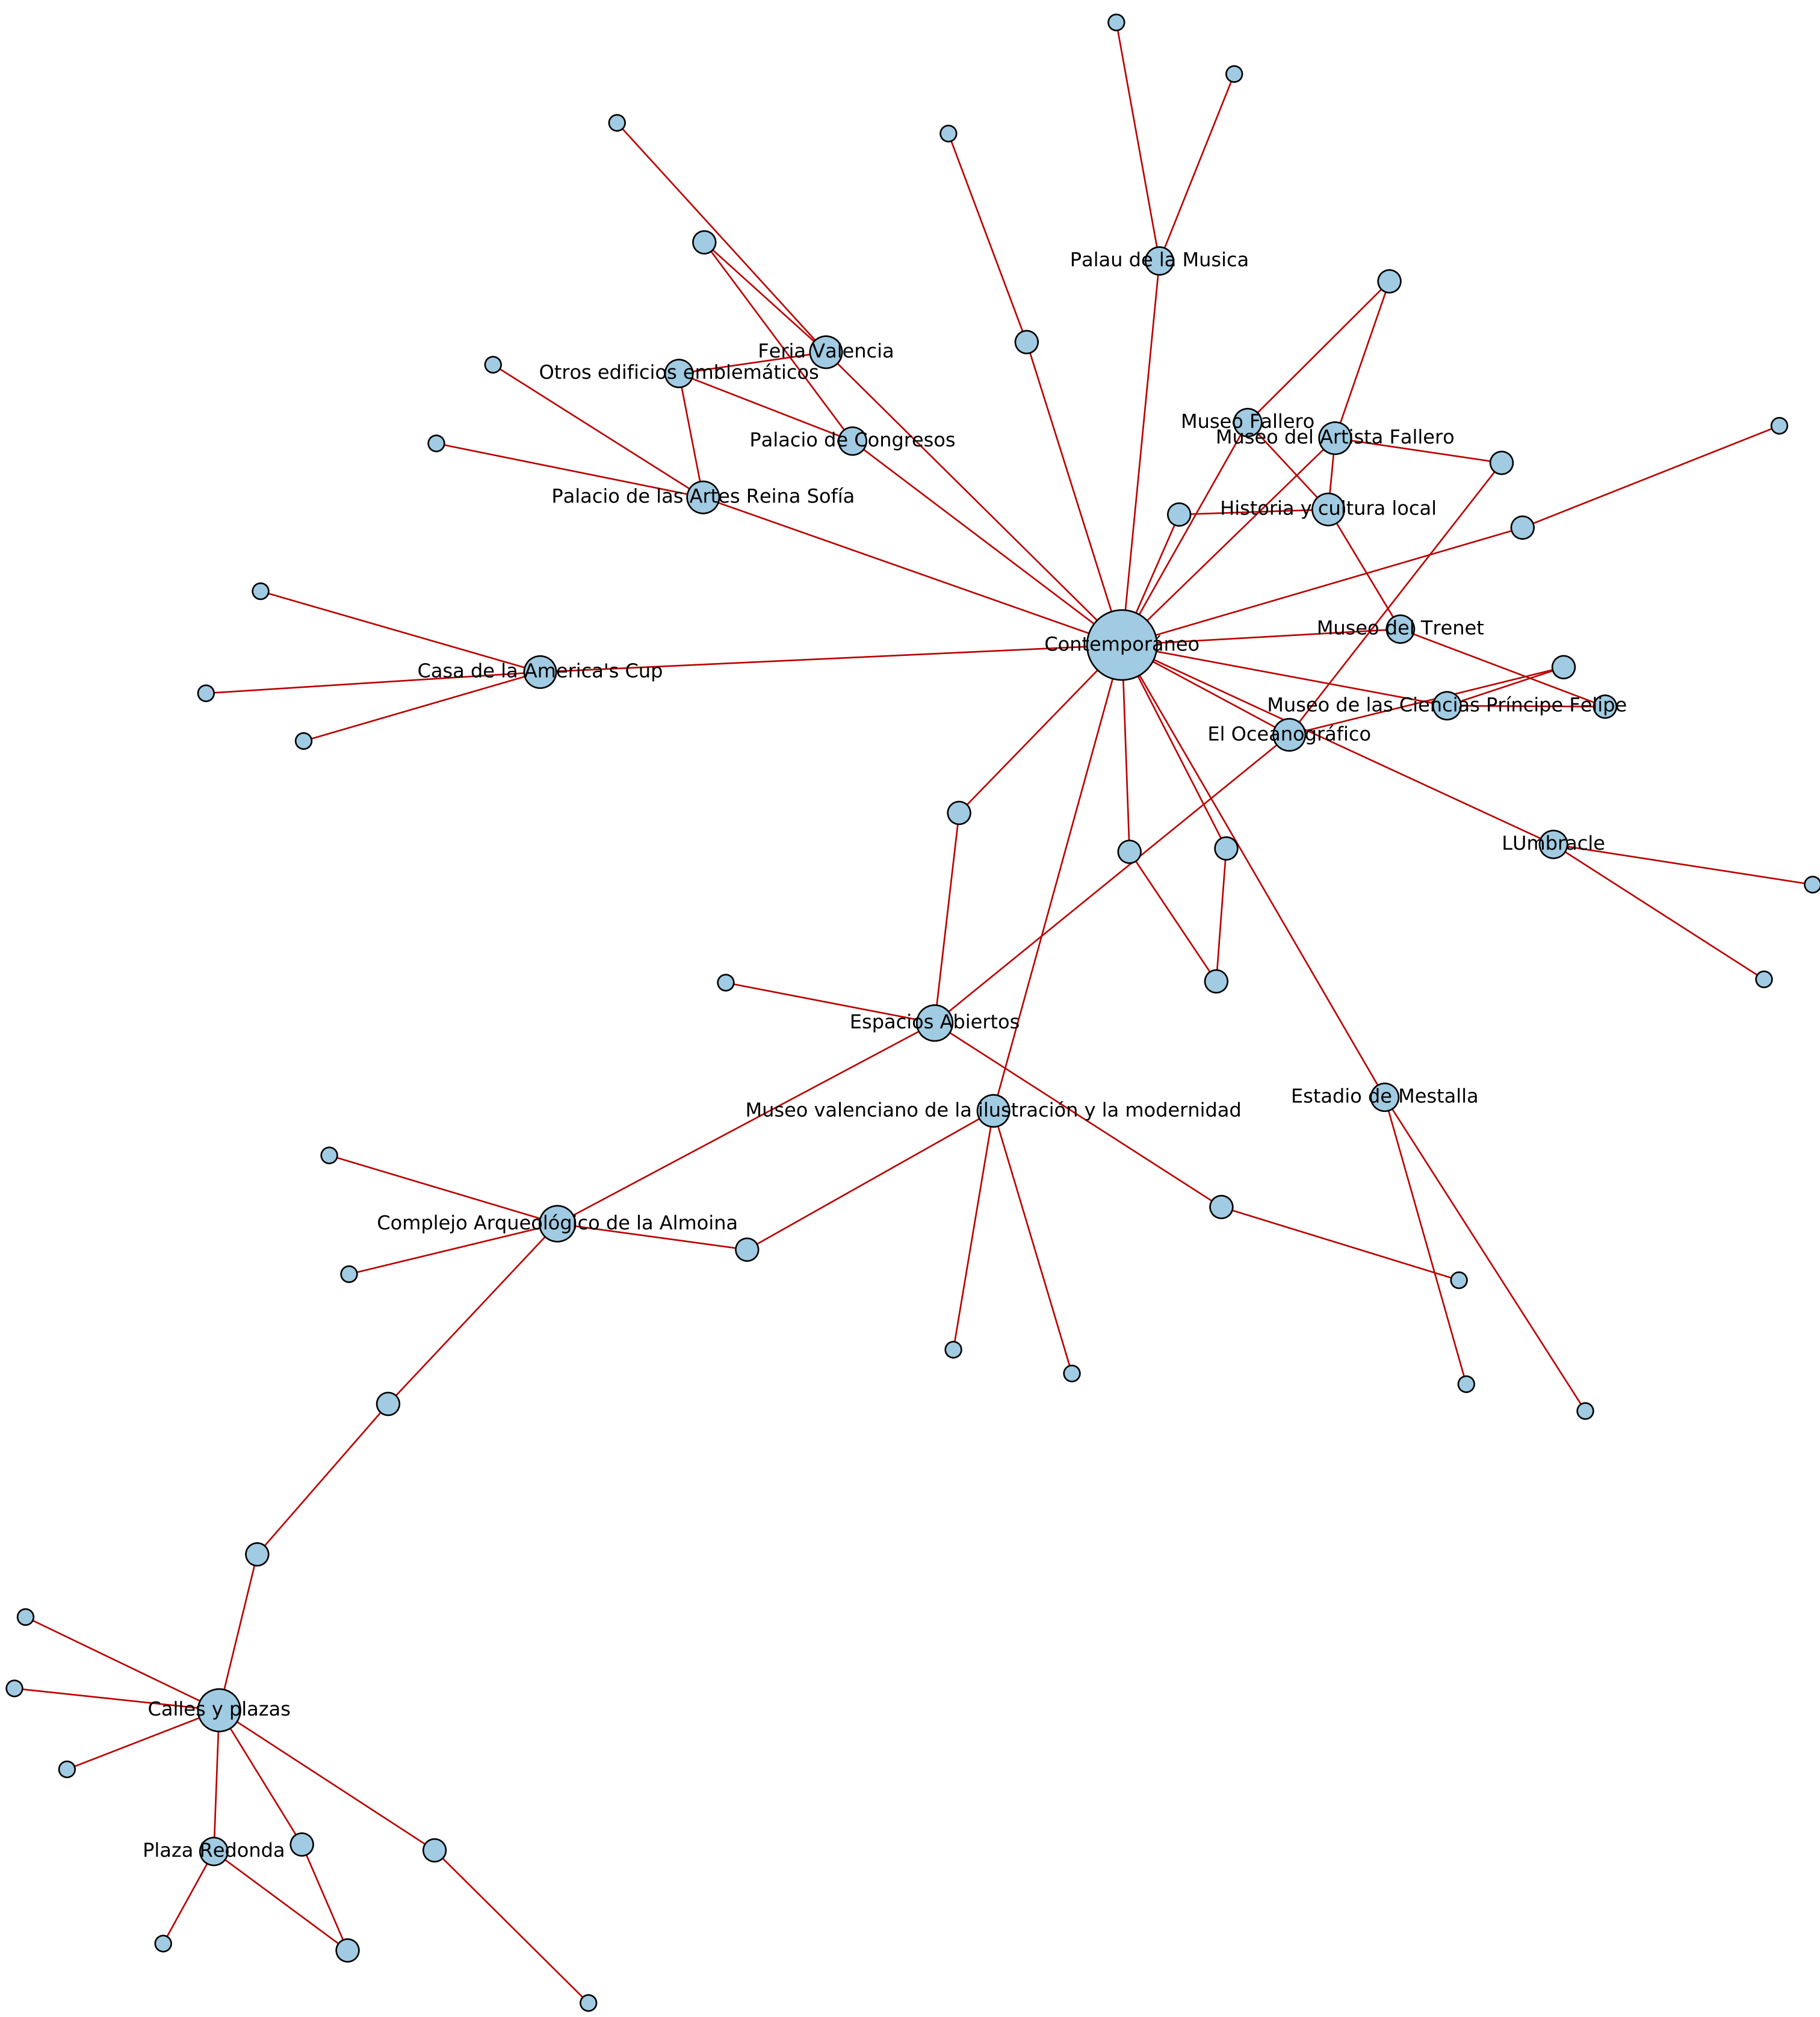 Palau de la Musica
Feria Valencia
Otros edificios emblemáticos
Museo Fallero
Museo del Artista Fallero
Palacio de Congresos
Palacio de las Artes Reina Sofía
Historia y cultura local
Museo del Trenet
Contemporáneo
Casa de la America's Cup
Museo de las Ciencias Príncipe Felipe
El Oceanográfico
LUmbracle
Espacios Abiertos
Estadio de Mestalla
Museo valenciano de la ilustración y la modernidad
Complejo Arqueológico de la Almoina
Calles y plazas
Plaza Redonda